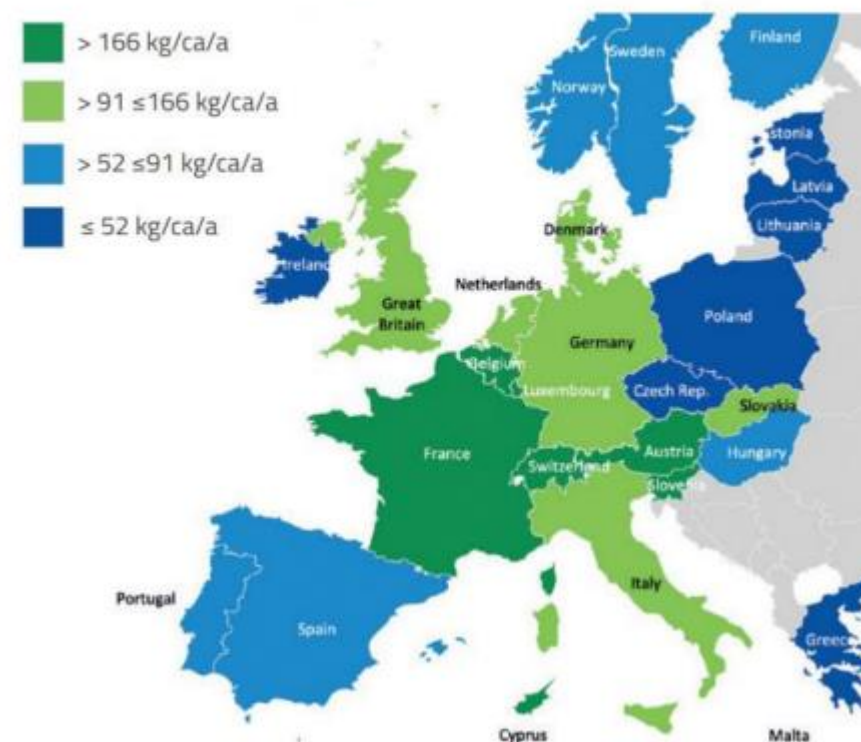 > 166 kg/ca/a
> 91 ≤166 kg/ca/a
> 52 ≤91 kg/ca/a
≤ 52 kg/ca/a
Finland
Sweden
Norway
stonia
Latvia
Lithuania
Denmark
Ireland
Netherlands
Great
Britain
Poland
Germany
Belgium
Luxembourg
Czech Rep.
Slovakia
France
Switzerland
Austria
Hungary
Slovenia
Italy
Portugal
Spain
Greece
Cyprus
Malta